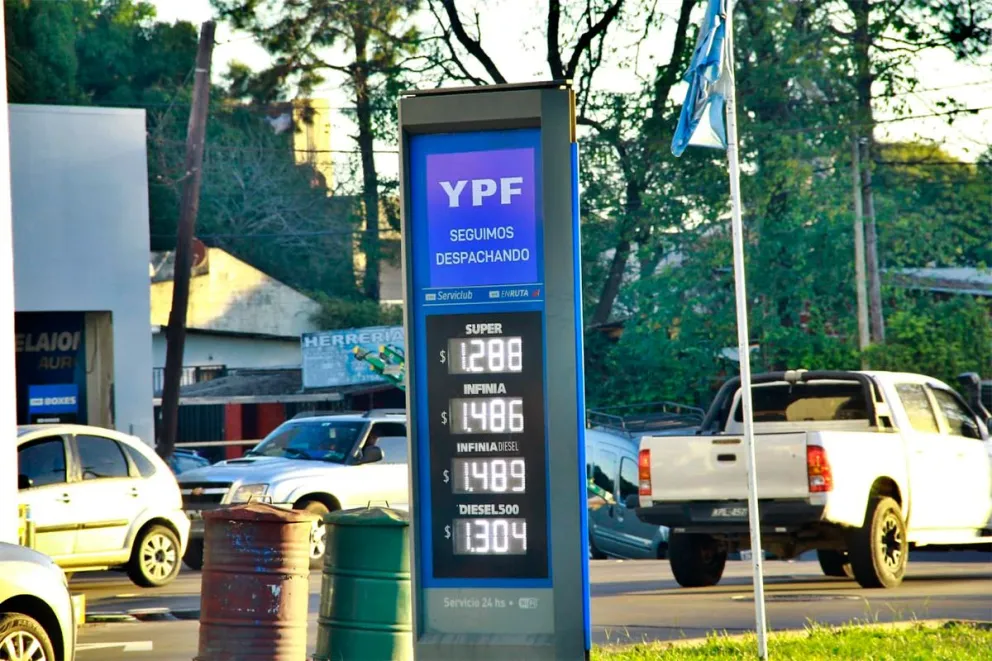 YPF
SEGUIMOS
DESPACHANDO
Serviclub
ENRUTA
SUPER
$ 1.288
INFINIA
$ 1.486
INFINIA DIESEL
$ 1.489
DIESEL500
$ 1.304
Servicio 24 hs •
HERRERIA
ELAIOI
BOXES